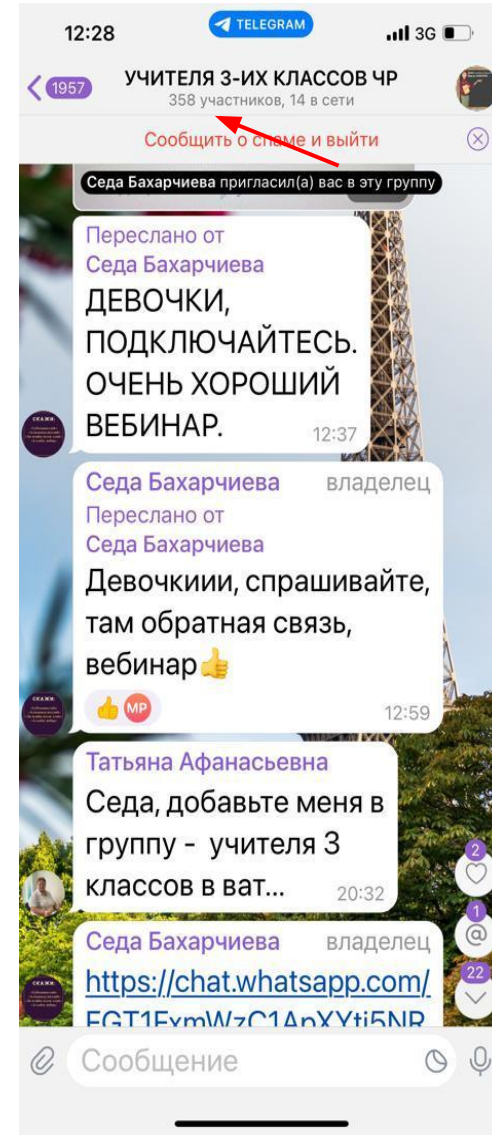 12:28
TELEGRAM
3G
1957
УЧИТЕЛЯ 3-ИХ КЛАССОВ ЧР
358 участников, 14 в сети
Сообщить о спаме и выйти
Седа Бахарчиева пригласил(а) вас в эту группу
Переслано от
Седа Бахарчиева
ДЕВОЧКИ,
ПОДКЛЮЧАЙТЕСЬ.
ОЧЕНЬ ХОРОШИЙ
ВЕБИНАР.
12:37
Седа Бахарчиева владелец
Переслано от
Седа Бахарчиева
Девочкиии, спрашивайте,
там обратная связь,
вебинар👍
👍 МР
12:59
Татьяна Афанасьевна
Седа, добавьте меня в
группу - учителя 3
классов в ват...
20:32
2
1
@
Седа Бахарчиева владелец
22
https://chat.whatsapp.com/
EGT1FxmWzC1ApXYti5NR
Сообщение